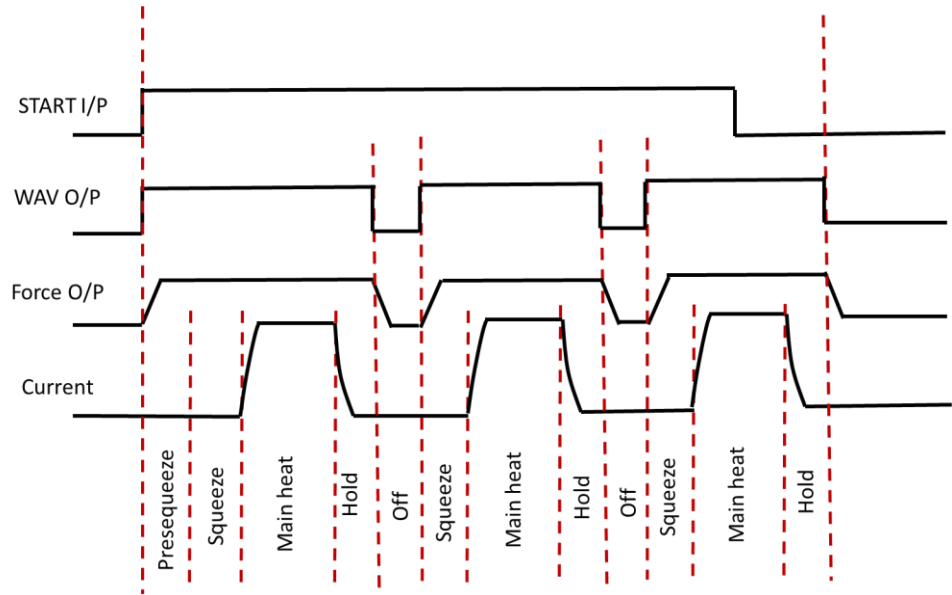 START I/P
WAV O/P
Force O/P
Current
Presequeeze
Squeeze
Main heat
Hold
Off
Squeeze
Main heat
Hold
Off
Squeeze
Main heat
Hold